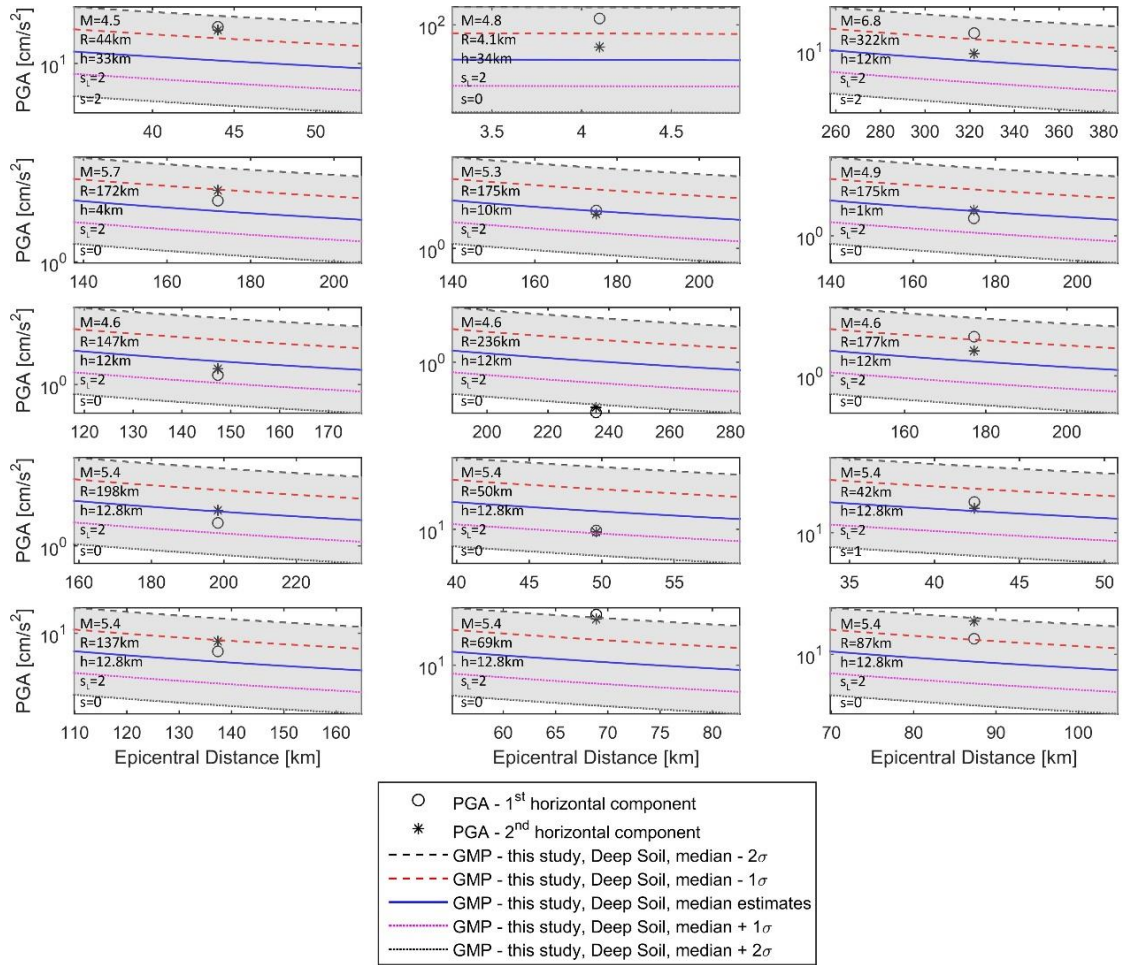 PGA [cm/s²]
M=4.5
R=44km
h=33km
s_L=2
s=2
10¹
40 45 50
M=4.8
R=4.1km
h=34km
s_L=2
s=0
10²
3.5 4 4.5
M=6.8
R=322km
h=12km
s_L=2
s=2
10¹
260 280 300 320 340 360 380
PGA [cm/s²]
M=5.7
R=172km
h=4km
s_L=2
s=0
10⁰
140 160 180 200
M=5.3
R=175km
h=10km
s_L=2
s=0
10⁰
140 160 180 200
M=4.9
R=175km
h=1km
s_L=2
s=0
10⁰
140 160 180 200
PGA [cm/s²]
M=4.6
R=147km
h=12km
s_L=2
s=0
10⁰
120 130 140 150 160 170
M=4.6
R=236km
h=12km
s_L=2
s=0
10⁰
200 220 240 260 280
M=4.6
R=177km
h=12km
s_L=2
s=0
10⁰
160 180 200
PGA [cm/s²]
M=5.4
R=198km
h=12.8km
s_L=2
s=0
10⁰
160 180 200 220
M=5.4
R=50km
h=12.8km
s_L=2
s=0
10¹
40 45 50 55
M=5.4
R=42km
h=12.8km
s_L=2
s=1
10¹
35 40 45 50
PGA [cm/s²]
M=5.4
R=137km
h=12.8km
s_L=2
s=0
10¹
110 120 130 140 150 160
Epicentral Distance [km]
M=5.4
R=69km
h=12.8km
s_L=2
s=0
10¹
60 65 70 75 80
Epicentral Distance [km]
M=5.4
R=87km
h=12.8km
s_L=2
s=0
10¹
70 80 90 100
Epicentral Distance [km]
PGA - 1ˢᵗ horizontal component
PGA - 2ⁿᵈ horizontal component
GMP - this study, Deep Soil, median - 2σ
GMP - this study, Deep Soil, median - 1σ
GMP - this study, Deep Soil, median estimates
GMP - this study, Deep Soil, median + 1σ
GMP - this study, Deep Soil, median + 2σ